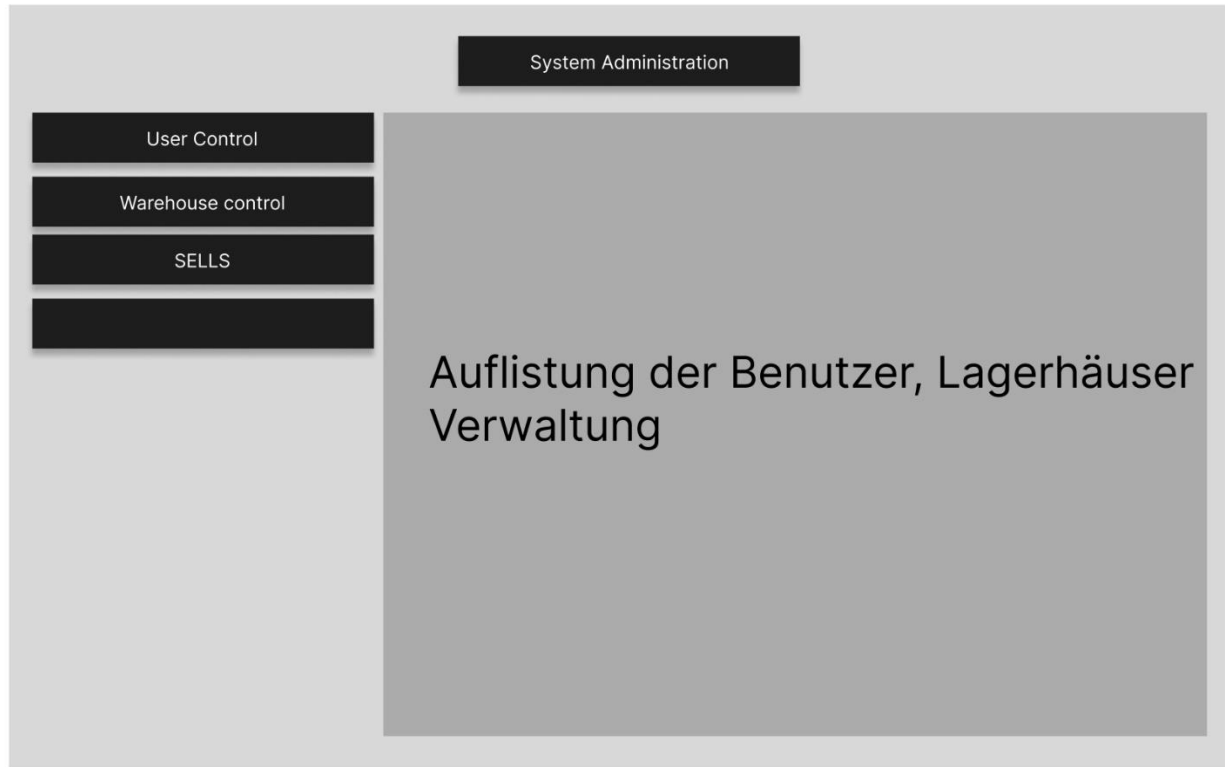 System Administration
User Control
Warehouse control
SELLS
Auflistung der Benutzer, Lagerhäuser
Verwaltung